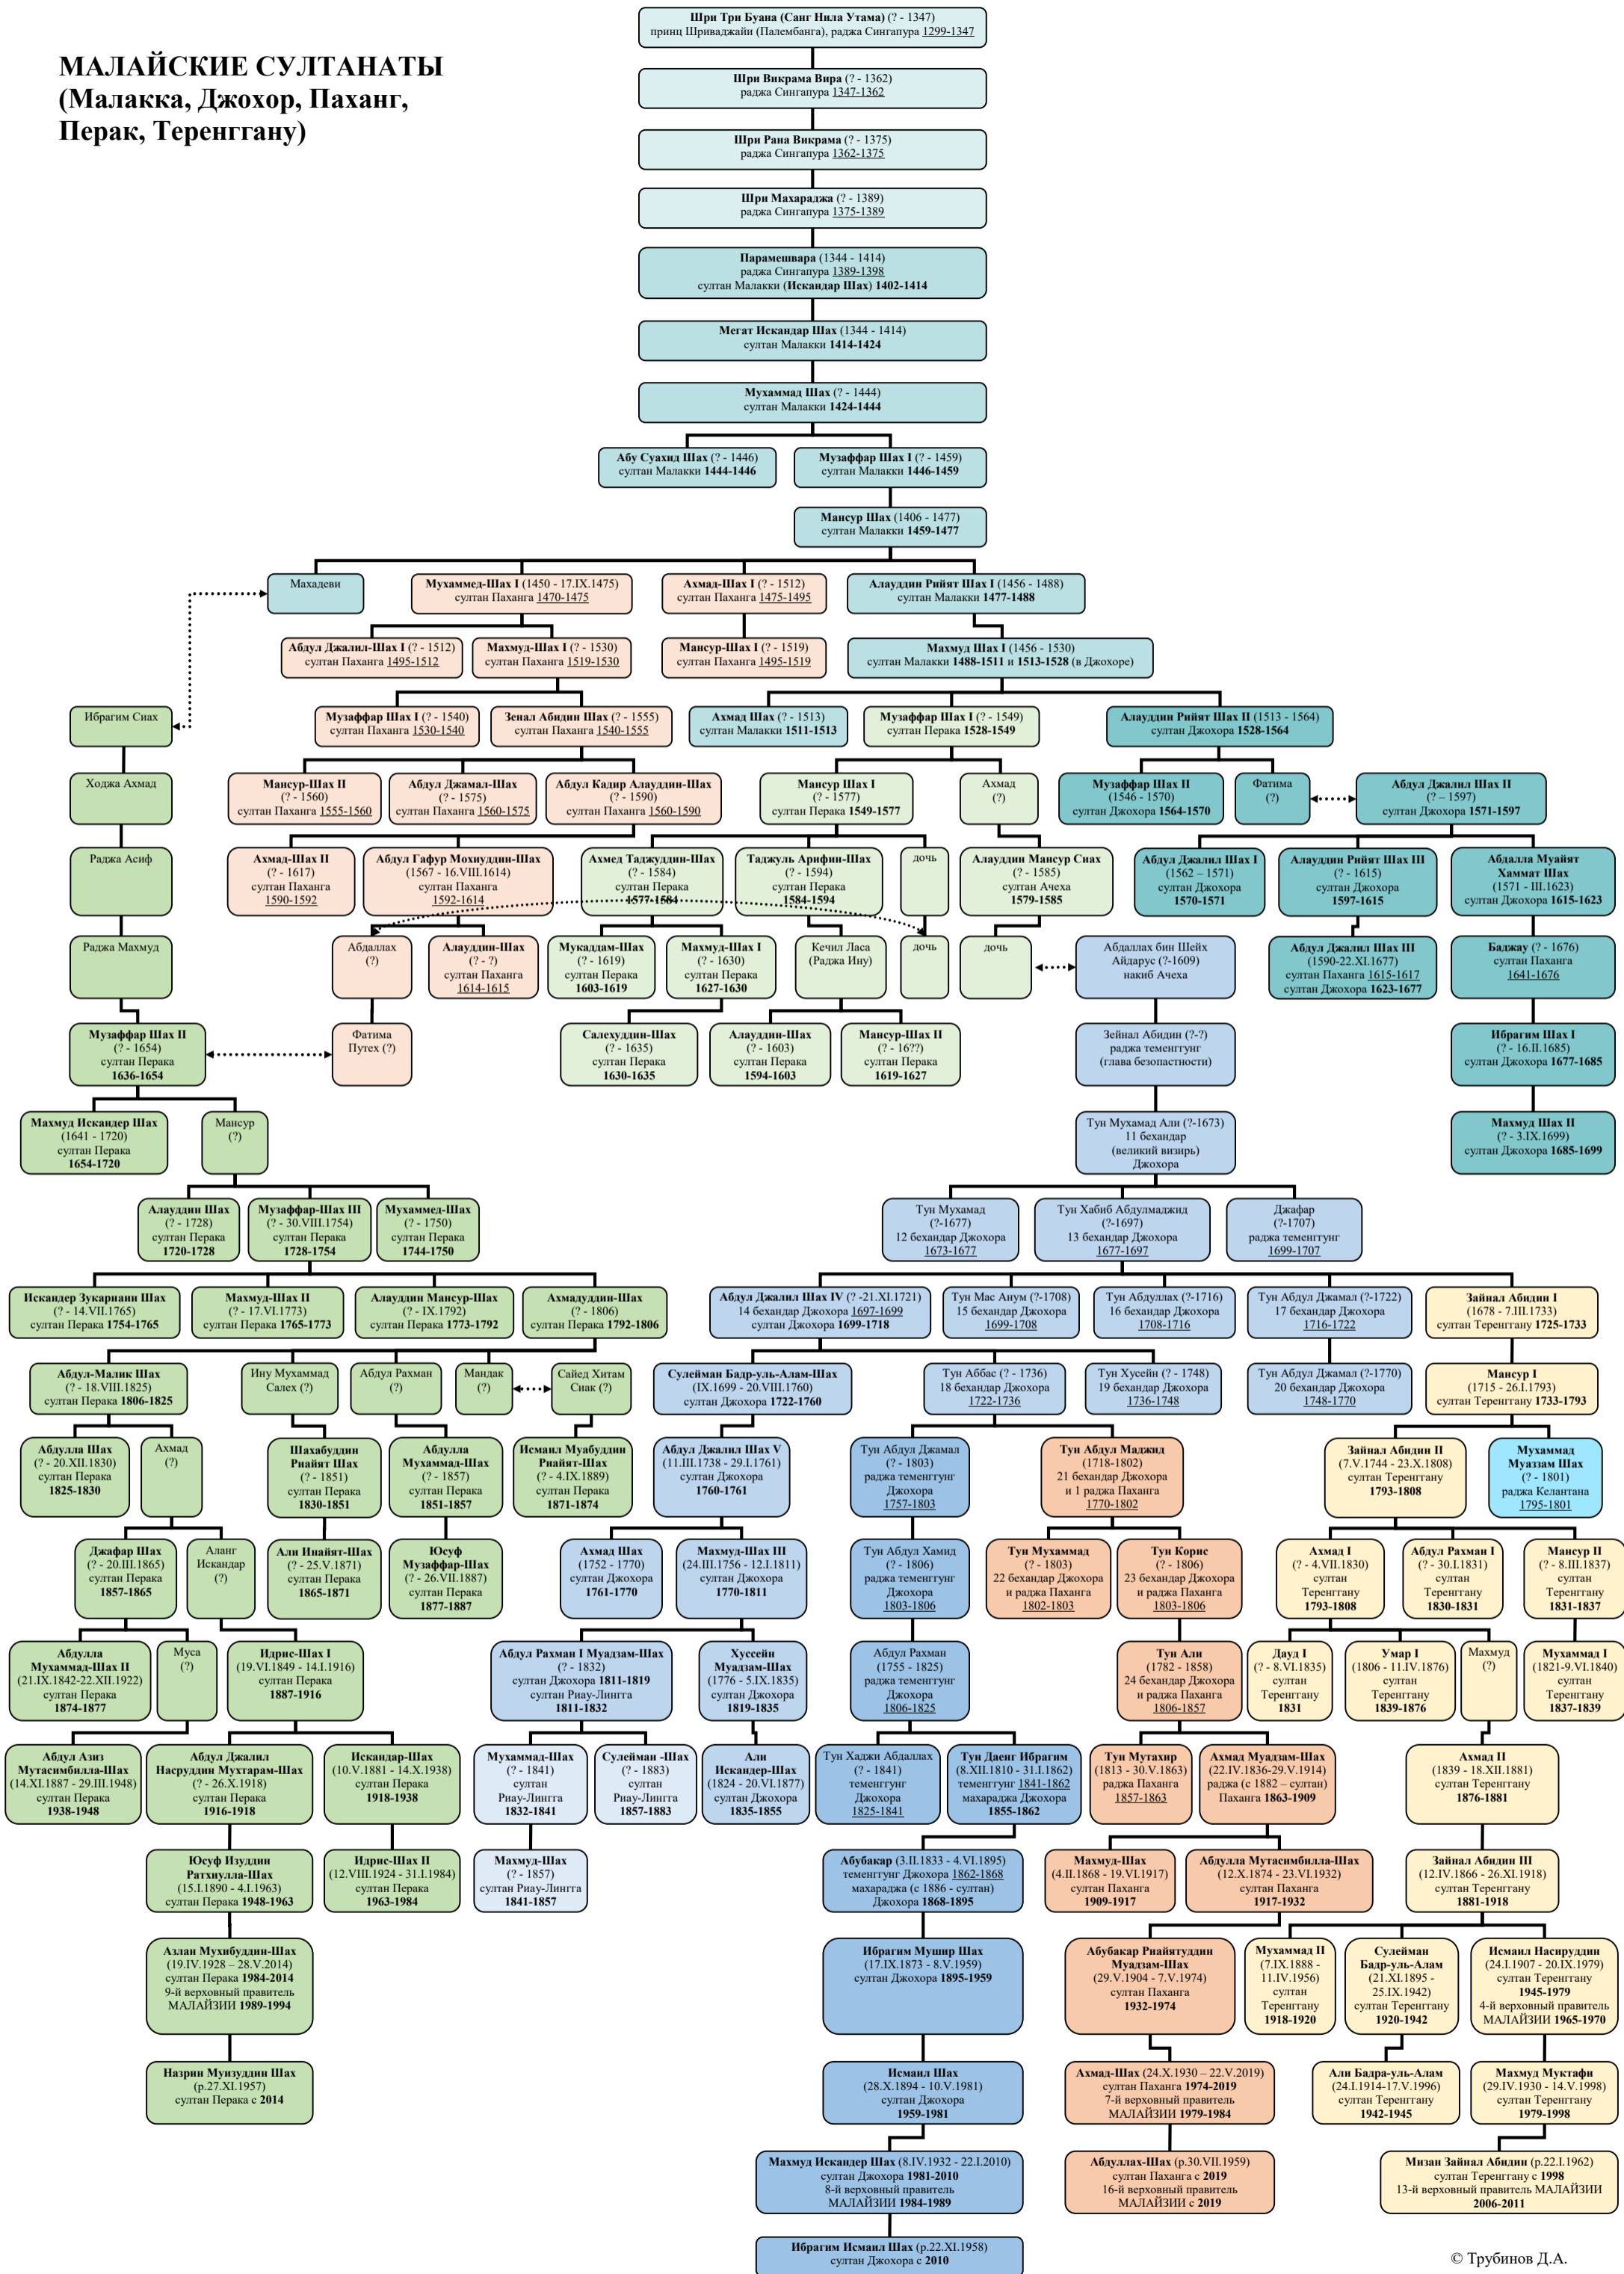 МАЛАЙСКИЕ СУЛТАНАТЫ
(Малакка, Джохор, Паханг,
Перак, Теренггану)
Шри Три Буана (Санг Нила Утама) (? - 1347)
принц Шриваджайи (Палембанга), раджа Сингапура 1299-1347
Шри Викрама Вира (? - 1362)
раджа Сингапура 1347-1362
Шри Рана Викрама (? - 1375)
раджа Сингапура 1362-1375
Шри Махараджа (? - 1389)
раджа Сингапура 1375-1389
Парамешвара (1344 - 1414)
раджа Сингапура 1389-1398
султан Малакки (Искандар Шах) 1402-1414
Мегат Искандар Шах (1344 - 1414)
султан Малакки 1414-1424
Мухаммад Шах (? - 1444)
султан Малакки 1424-1444
Абу Суахид Шах (? - 1446)
султан Малакки 1444-1446
Музаффар Шах I (? - 1459)
султан Малакки 1446-1459
Мансур Шах (1406 - 1477)
султан Малакки 1459-1477
Махадеви
Мухаммед-Шах I (1450 - 17.IX.1475)
султан Паханга 1470-1475
Ахмад-Шах I (? - 1512)
султан Паханга 1475-1495
Алауддин Рийят Шах I (1456 - 1488)
султан Малакки 1477-1488
Абдул Джалил-Шах I (? - 1512)
султан Паханга 1495-1512
Махмуд-Шах I (? - 1530)
султан Паханга 1519-1530
Мансур-Шах I (? - 1519)
султан Паханга 1495-1519
Махмуд Шах I (1456 - 1530)
султан Малакки 1488-1511 и 1513-1528 (в Джохоре)
Ибрагим Сиах
Музаффар Шах I (? - 1540)
султан Паханга 1530-1540
Зенал Абидин Шах (? - 1555)
султан Паханга 1540-1555
Ахмад Шах (? - 1513)
султан Малакки 1511-1513
Музаффар Шах I (? - 1549)
султан Перака 1528-1549
Алауддин Рийят Шах II (1513 - 1564)
султан Джохора 1528-1564
Ходжа Ахмад
Мансур-Шах II
(? - 1560)
султан Паханга 1555-1560
Абдул Джамал-Шах
(? - 1575)
султан Паханга 1560-1575
Абдул Кадир Алауддин-Шах
(? - 1590)
султан Паханга 1560-1590
Мансур Шах I
(? - 1577)
султан Перака 1549-1577
Ахмад
(?)
Музаффар Шах II
(1546 - 1570)
султан Джохора 1564-1570
Фатима
(?)
Абдул Джалил Шах II
(? – 1597)
султан Джохора 1571-1597
Раджа Асиф
Ахмад-Шах II
(? - 1617)
султан Паханга
1590-1592
Абдул Гафур Мохиуддин-Шах
(1567 - 16.VIII.1614)
султан Паханга
1592-1614
Ахмед Таджуддин-Шах
(? - 1584)
султан Перака
1577-1584
Таджуль Арифин-Шах
(? - 1594)
султан Перака
1584-1594
дочь
Алауддин Мансур Сиах
(? - 1585)
султан Ачеха
1579-1585
Абдул Джалил Шах I
(1562 – 1571)
султан Джохора
1570-1571
Алауддин Рийят Шах III
(? - 1615)
султан Джохора
1597-1615
Абдалла Муайят
Хаммат Шах
(1571 - III.1623)
султан Джохора 1615-1623
Раджа Махмуд
Абдаллах
(?)
Алауддин-Шах
(? - ?)
султан Паханга
1614-1615
Мукаддам-Шах
(? - 1619)
султан Перака
1603-1619
Махмуд-Шах I
(? - 1630)
султан Перака
1627-1630
Кечил Ласа
(Раджа Ину)
дочь
дочь
Абдаллах бин Шейх
Айдарус (?-1609)
накиб Ачеха
Абдул Джалил Шах III
(1590-22.XI.1677)
султан Паханга 1615-1617
султан Джохора 1623-1677
Баджау (? - 1676)
султан Паханга
1641-1676
Музаффар Шах II
(? - 1654)
султан Перака
1636-1654
Фатима
Путех (?)
Салехуддин-Шах
(? - 1635)
султан Перака
1630-1635
Алауддин-Шах
(? - 1603)
султан Перака
1594-1603
Мансур-Шах II
(? - 16??)
султан Перака
1619-1627
Зейнал Абидин (?-?)
раджа теменггунг
(глава безопастности)
Ибрагим Шах I
(? - 16.II.1685)
султан Джохора 1677-1685
Махмуд Искандер Шах
(1641 - 1720)
султан Перака
1654-1720
Мансур
(?)
Тун Мухамад Али (?-1673)
11 бехандар
(великий визирь)
Джохора
Махмуд Шах II
(? - 3.IX.1699)
султан Джохора 1685-1699
Алауддин Шах
(? - 1728)
султан Перака
1720-1728
Музаффар-Шах III
(? - 30.VIII.1754)
султан Перака
1728-1754
Мухаммед-Шах
(? - 1750)
султан Перака
1744-1750
Тун Мухамад
(?-1677)
12 бехандар Джохора
1673-1677
Тун Хабиб Абдулмаджид
(?-1697)
13 бехандар Джохора
1677-1697
Джафар
(?-1707)
раджа теменггунг
1699-1707
Искандер Зукарнаин Шах
(? - 14.VII.1765)
султан Перака 1754-1765
Махмуд-Шах II
(? - 17.VI.1773)
султан Перака 1765-1773
Алауддин Мансур-Шах
(? - IX.1792)
султан Перака 1773-1792
Ахмадуддин-Шах
(? - 1806)
султан Перака 1792-1806
Абдул Джалил Шах IV (? -21.XI.1721)
14 бехандар Джохора 1697-1699
султан Джохора 1699-1718
Тун Мас Анум (?-1708)
15 бехандар Джохора
1699-1708
Тун Абдуллах (?-1716)
16 бехандар Джохора
1708-1716
Тун Абдул Джамал (?-1722)
17 бехандар Джохора
1716-1722
Зайнал Абидин I
(1678 - 7.III.1733)
султан Теренггану 1725-1733
Абдул-Малик Шах
(? - 18.VIII.1825)
султан Перака 1806-1825
Ину Мухаммад
Салех (?)
Абдул Рахман
(?)
Мандак
(?)
Сайед Хитам
Сиак (?)
Сулейман Бадр-уль-Алам-Шах
(IX.1699 - 20.VIII.1760)
султан Джохора 1722-1760
Тун Аббас (? - 1736)
18 бехандар Джохора
1722-1736
Тун Хусейн (? - 1748)
19 бехандар Джохора
1736-1748
Тун Абдул Джамал (?-1770)
20 бехандар Джохора
1748-1770
Мансур I
(1715 - 26.I.1793)
султан Теренггану 1733-1793
Абдулла Шах
(? - 20.XII.1830)
султан Перака
1825-1830
Ахмад
(?)
Шахабуддин
Риайят Шах
(? - 1851)
султан Перака
1830-1851
Абдулла
Мухаммад-Шах
(? - 1857)
султан Перака
1851-1857
Исмаил Муабуддин
Риайят-Шах
(? - 4.IX.1889)
султан Перака
1871-1874
Абдул Джалил Шах V
(11.III.1738 - 29.I.1761)
султан Джохора
1760-1761
Тун Абдул Джамал
(? - 1803)
раджа теменггунг
Джохора
1757-1803
Тун Абдул Маджид
(1718-1802)
21 бехандар Джохора
и 1 раджа Паханга
1770-1802
Зайнал Абидин II
(7.V.1744 - 23.X.1808)
султан Теренггану
1793-1808
Мухаммад
Муаззам Шах
(? - 1801)
раджа Келантана
1795-1801
Джафар Шах
(? - 20.III.1865)
султан Перака
1857-1865
Аланг
Искандар
(?)
Али Инайят-Шах
(? - 25.V.1871)
султан Перака
1865-1871
Юсуф
Музаффар-Шах
(? - 26.VII.1887)
султан Перака
1877-1887
Ахмад Шах
(1752 - 1770)
султан Джохора
1761-1770
Махмуд-Шах III
(24.III.1756 - 12.I.1811)
султан Джохора
1770-1811
Тун Абдул Хамид
(? - 1806)
раджа теменггунг
Джохора
1803-1806
Тун Мухаммад
(? - 1803)
22 бехандар Джохора
и раджа Паханга
1802-1803
Тун Корис
(? - 1806)
23 бехандар Джохора
и раджа Паханга
1803-1806
Ахмад I
(? - 4.VII.1830)
султан
Теренггану
1793-1808
Абдул Рахман I
(? - 30.I.1831)
султан
Теренггану
1830-1831
Мансур II
(? - 8.III.1837)
султан
Теренггану
1831-1837
Абдулла
Мухаммад-Шах II
(21.IX.1842-22.XII.1922)
султан Перака
1874-1877
Муса
(?)
Идрис-Шах I
(19.VI.1849 - 14.I.1916)
султан Перака
1887-1916
Абдул Рахман I Муадзам-Шах
(? - 1832)
султан Джохора 1811-1819
султан Риау-Лингга
1811-1832
Хуссейн
Муадзам-Шах
(1776 - 5.IX.1835)
султан Джохора
1819-1835
Абдул Рахман
(1755 - 1825)
раджа теменггунг
Джохора
1806-1825
Тун Али
(1782 - 1858)
24 бехандар Джохора
и раджа Паханга
1806-1857
Дауд I
(? - 8.VI.1835)
султан
Теренггану
1831
Умар I
(1806 - 11.IV.1876)
султан
Теренггану
1839-1876
Махмуд
(?)
Мухаммад I
(1821-9.VI.1840)
султан
Теренггану
1837-1839
Абдул Азиз
Мутасимбилла-Шах
(14.XI.1887 - 29.III.1948)
султан Перака
1938-1948
Абдул Джалил
Насруддин Мухтарам-Шах
(? - 26.X.1918)
султан Перака
1916-1918
Искандар-Шах
(10.V.1881 - 14.X.1938)
султан Перака
1918-1938
Мухаммад-Шах
(? - 1841)
султан
Риау-Лингга
1832-1841
Сулейман -Шах
(? - 1883)
султан
Риау-Лингга
1857-1883
Али
Искандер-Шах
(1824 - 20.VI.1877)
султан Джохора
1835-1855
Тун Хаджи Абдаллах
(? - 1841)
теменггунг
Джохора
1825-1841
Тун Даенг Ибрагим
(8.XII.1810 - 31.I.1862)
теменггунг 1841-1862
махараджа Джохора
1855-1862
Тун Мутахир
(1813 - 30.V.1863)
раджа Паханга
1857-1863
Ахмад Муадзам-Шах
(22.IV.1836-29.V.1914)
раджа (с 1882 – султан)
Паханга 1863-1909
Ахмад II
(1839 - 18.XII.1881)
султан Теренггану
1876-1881
Юсуф Изуддин
Ратхиулла-Шах
(15.I.1890 - 4.I.1963)
султан Перака 1948-1963
Идрис-Шах II
(12.VIII.1924 - 31.I.1984)
султан Перака
1963-1984
Махмуд-Шах
(? - 1857)
султан Риау-Лингга
1841-1857
Абубакар (3.II.1833 - 4.VI.1895)
теменггунг Джохора 1862-1868
махараджа (с 1886 - султан)
Джохора 1868-1895
Махмуд-Шах
(4.II.1868 - 19.VI.1917)
султан Паханга
1909-1917
Абдулла Мутасимбилла-Шах
(12.X.1874 - 23.VI.1932)
султан Паханга
1917-1932
Зайнал Абидин III
(12.IV.1866 - 26.XI.1918)
султан Теренггану
1881-1918
Азлан Мухибуддин-Шах
(19.IV.1928 – 28.V.2014)
султан Перака 1984-2014
9-й верховный правитель
МАЛАЙЗИИ 1989-1994
Ибрагим Мушир Шах
(17.IX.1873 - 8.V.1959)
султан Джохора 1895-1959
Абубакар Риайятуддин
Муадзам-Шах
(29.V.1904 - 7.V.1974)
султан Паханга
1932-1974
Мухаммад II
(7.IX.1888 -
11.IV.1956)
султан
Теренггану
1918-1920
Сулейман
Бадр-уль-Алам
(21.XI.1895 -
25.IX.1942)
султан Теренггану
1920-1942
Исмаил Насируддин
(24.I.1907 - 20.IX.1979)
султан Теренггану
1945-1979
4-й верховный правитель
МАЛАЙЗИИ 1965-1970
Назрин Муизуддин Шах
(р.27.XI.1957)
султан Перака с 2014
Исмаил Шах
(28.X.1894 - 10.V.1981)
султан Джохора
1959-1981
Ахмад-Шах (24.X.1930 – 22.V.2019)
султан Паханга 1974-2019
7-й верховный правитель
МАЛАЙЗИИ 1979-1984
Али Бадра-уль-Алам
(24.I.1914-17.V.1996)
султан Теренггану
1942-1945
Махмуд Муктафи
(29.IV.1930 - 14.V.1998)
султан Теренггану
1979-1998
Махмуд Искандер Шах (8.IV.1932 - 22.I.2010)
султан Джохора 1981-2010
8-й верховный правитель
МАЛАЙЗИИ 1984-1989
Абдуллах-Шах (р.30.VII.1959)
султан Паханга с 2019
16-й верховный правитель
МАЛАЙЗИИ с 2019
Мизан Зайнал Абидин (р.22.I.1962)
султан Теренггану с 1998
13-й верховный правитель МАЛАЙЗИИ
2006-2011
Ибрагим Исмаил Шах (р.22.XI.1958)
султан Джохора с 2010
© Трубинов Д.А.